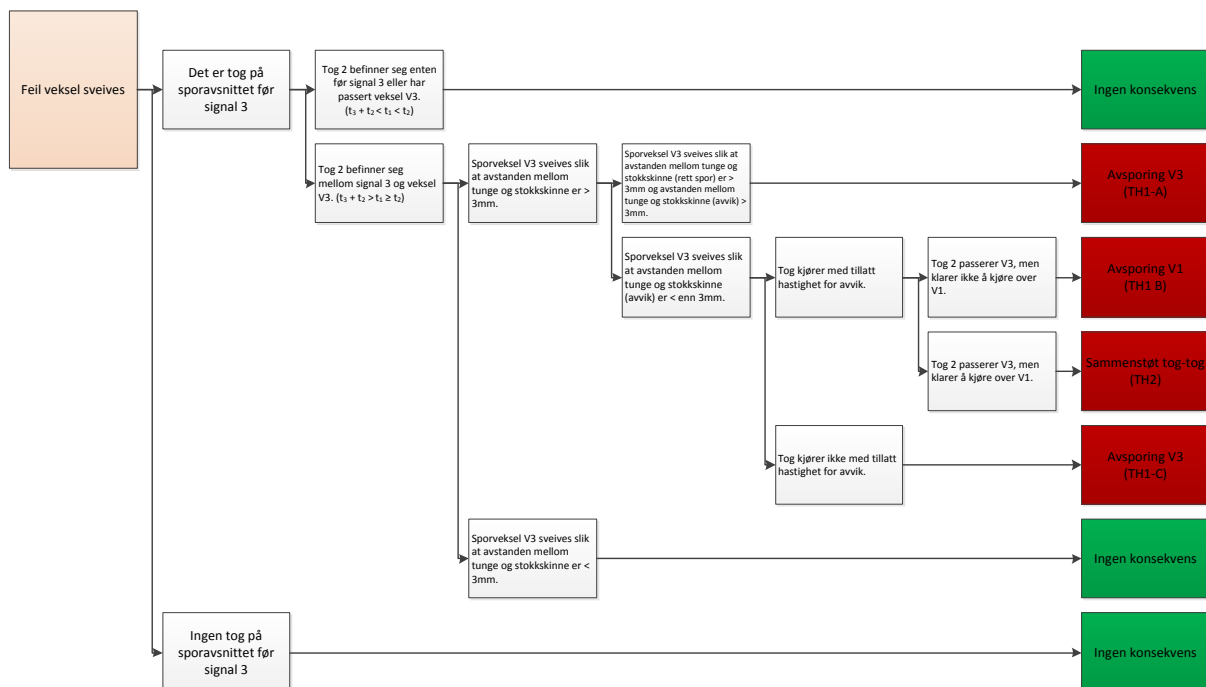 Feil veksel sveives
Det er tog på
sporavsnittet før
signal 3
Tog 2 befinner seg enten
før signal 3 eller har
passert veksel V3.
(t₃ + t₂ < t₁ < t₂)
Ingen konsekvens
Tog 2 befinner seg
mellom signal 3 og veksel
V3. (t₃ + t₂ > t₁ ≥ t₂)
Sporveksel V3 sveives slik
at avstanden mellom
tunge og stokkskinne er >
3mm.
Sporveksel V3 sveives slik at
avstanden mellom tunge og
stokkskinne (rett spor) er >
3mm og avstanden mellom
tunge og stokkskinne (avvik) >
3mm.
Avsporing V3
(TH1-A)
Sporveksel V3 sveives slik
at avstanden mellom
tunge og stokkskinne
(avvik) er < enn 3mm.
Tog kjører med tillatt
hastighet for avvik.
Tog 2 passerer V3, men
klarer ikke å kjøre over
V1.
Avsporing V1
(TH1 B)
Tog 2 passerer V3, men
klarer å kjøre over V1.
Sammenstøt tog-tog
(TH2)
Tog kjører ikke med tillatt
hastighet for avvik.
Avsporing V3
(TH1-C)
Sporveksel V3 sveives slik
at avstanden mellom
tunge og stokkskinne er <
3mm.
Ingen konsekvens
Ingen tog på
sporavsnittet før
signal 3
Ingen konsekvens